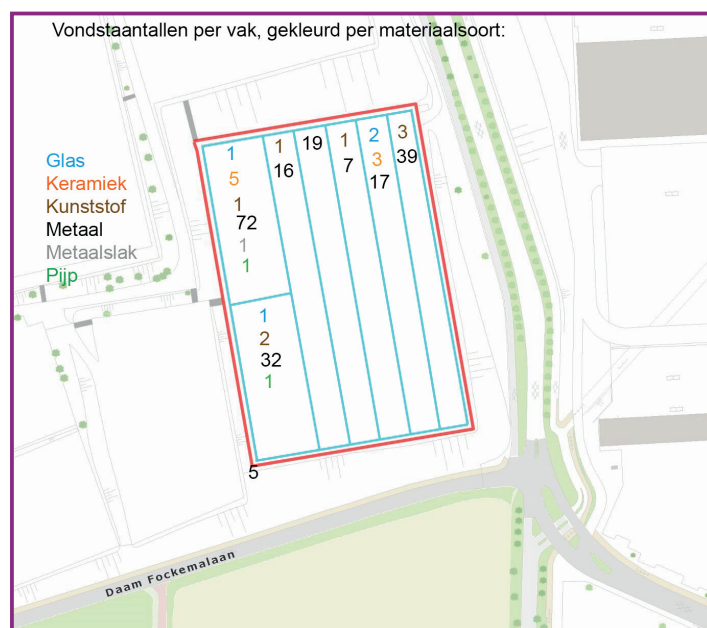 Vondstaantallen per vak, gekleurd per materiaalsoort:
Glas
Keramiek
Kunststof
Metaal
Metaalslak
Pijp
1
5
1
72
1
1
1
16
19
1
7
2
3
17
3
39
1
2
32
1
5
Daam Fockemalaan